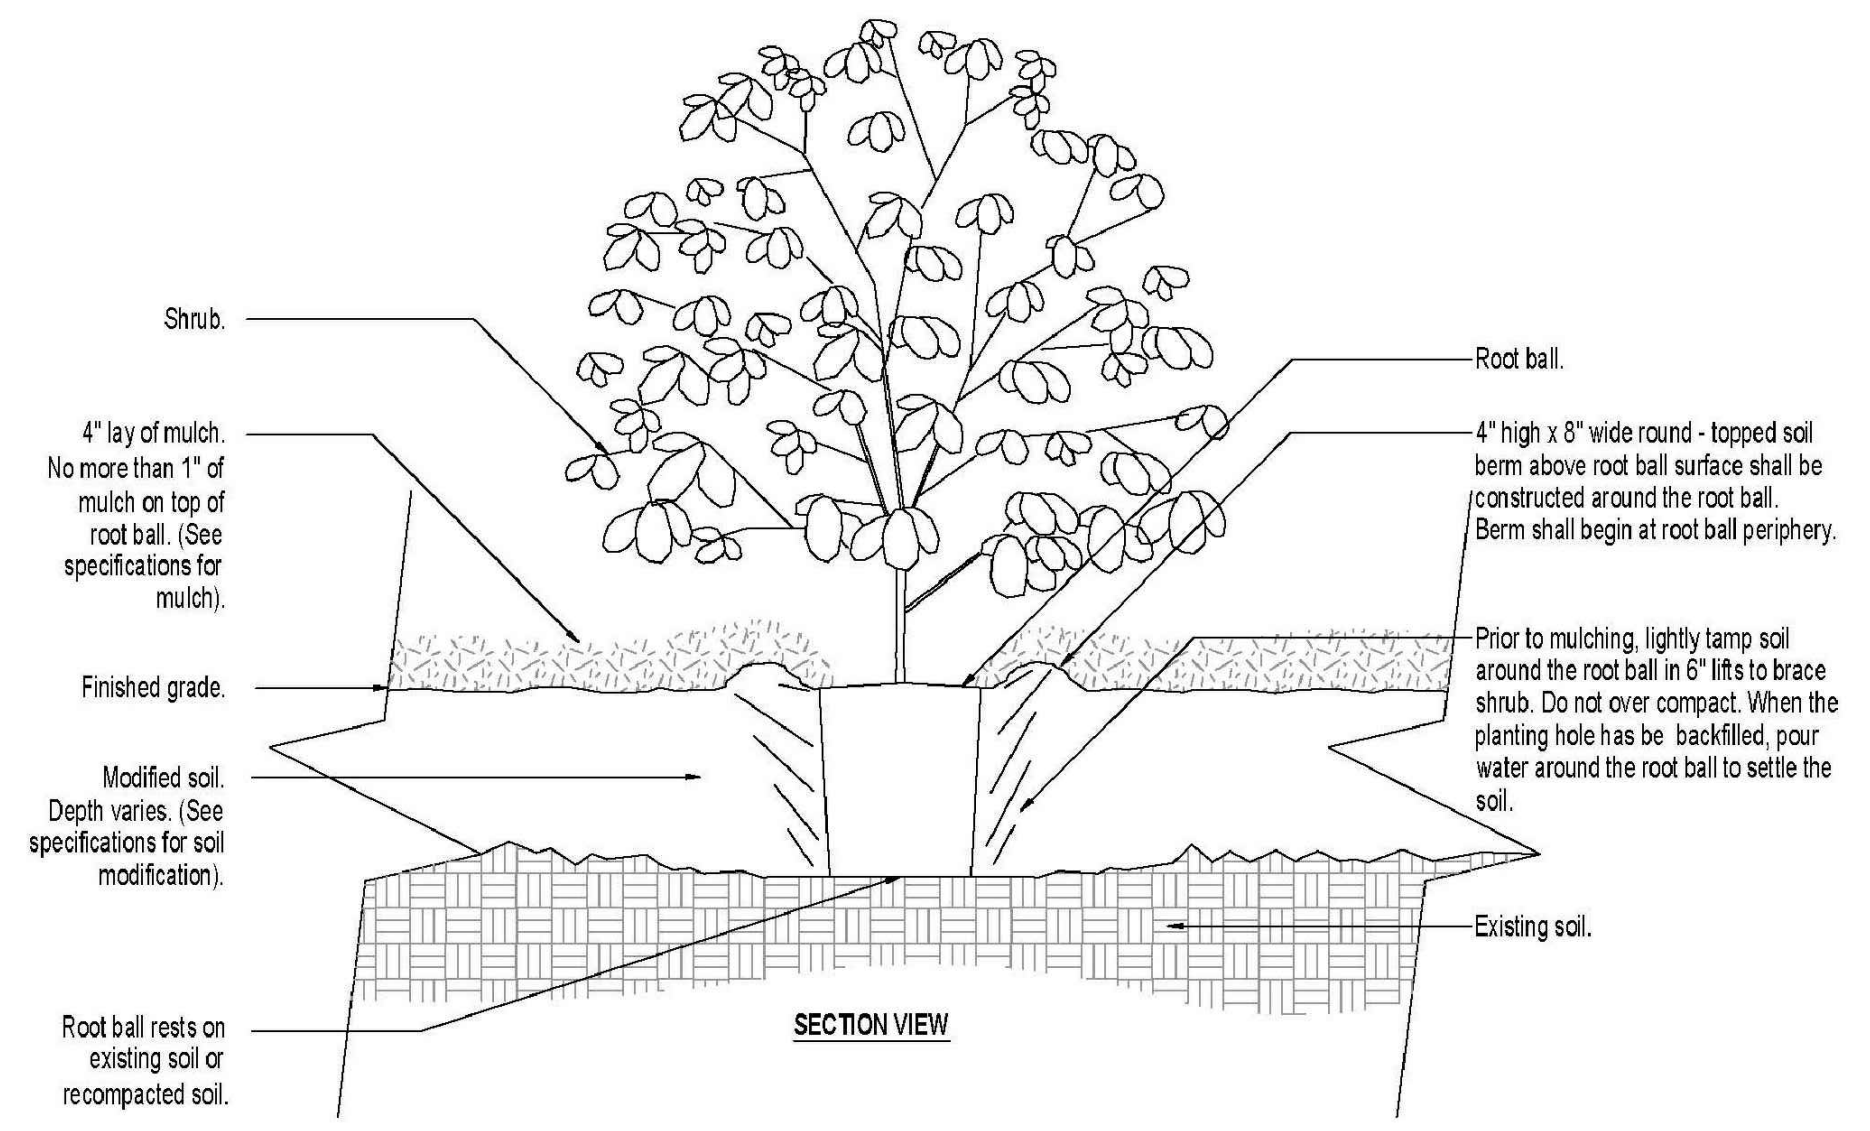 Shrub.
4" lay of mulch.
No more than 1" of
mulch on top of
root ball. (See
specifications for
mulch).
Finished grade.
Modified soil.
Depth varies. (See
specifications for soil
modification).
Root ball rests on
existing soil or
recompacted soil.
Root ball.
4" high x 8" wide round - topped soil
berm above root ball surface shall be
constructed around the root ball.
Berm shall begin at root ball periphery.
Prior to mulching, lightly tamp soil
around the root ball in 6" lifts to brace
shrub. Do not over compact. When the
planting hole has be backfilled, pour
water around the root ball to settle the
soil.
Existing soil.
SECTION VIEW